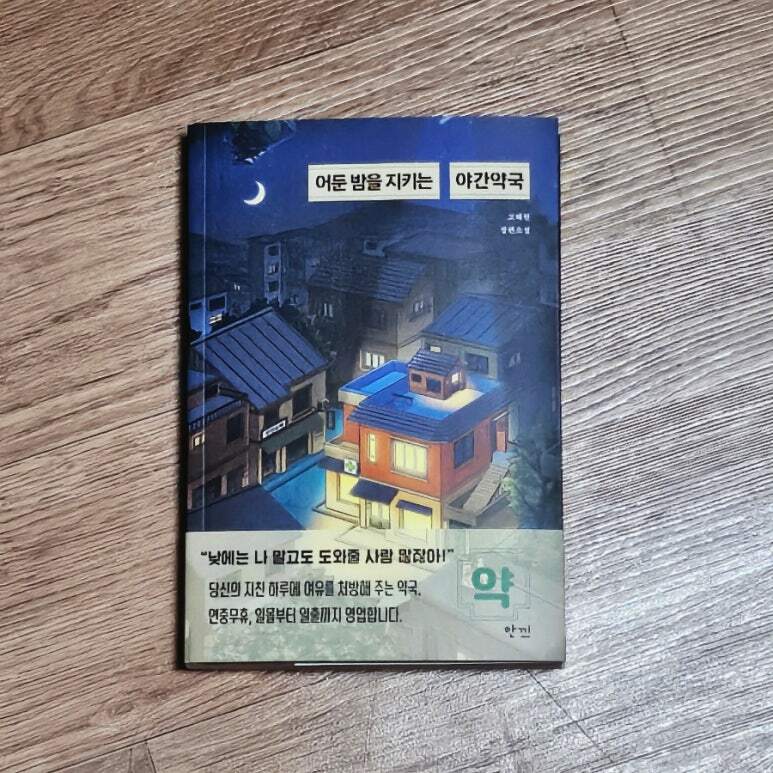 어둔 밤을 지키는 야간약국
고혜원
장편소설
“낮에는 나 말고도 도와줄 사람 많잖아!”
당신의 지친 하루에 여유를 처방해 주는 약국,
연중무휴, 일몰부터 일출까지 영업합니다.
약
안끼